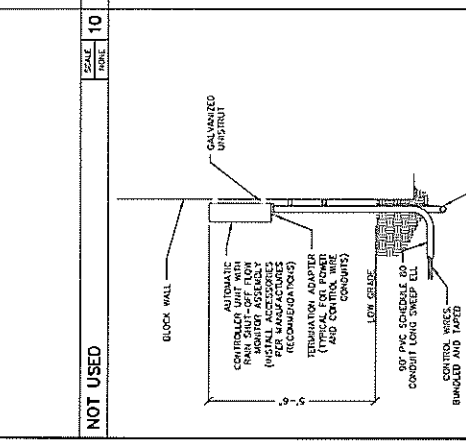 NOT USED
SCALE
NONE
10
BLOCK WALL
GALVANIZED
UNISTRUT
AUTOMATIC
CONTROLLER UNIT WITH
RAIN SHUT-OFF FLOW
MONITOR ASSEMBLY
(INSTALL ACCESSORIES
PER MANUFACTURES
RECOMMENDATIONS)
TERMINATION ADAPTER
(TYPICAL FOR POWER
AND CONTROL WIRE
CONDUITS)
5'-6"
LOW GRADE
90° PVC SCHEDULE 80
CONDUIT LONG SWEEP ELL
CONTROL WIRES,
BUNDLED AND TAPED